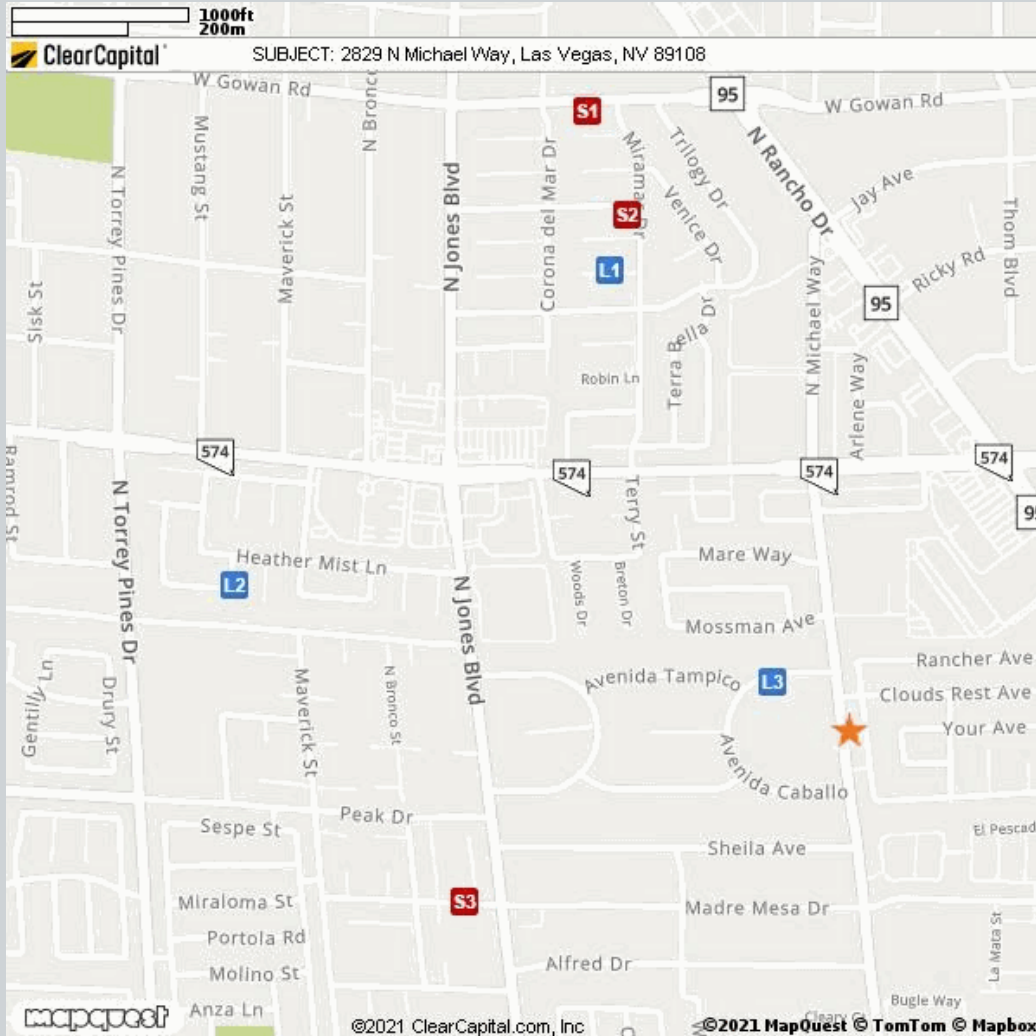 1000ft
200m
ClearCapital
SUBJECT: 2829 N Michael Way, Las Vegas, NV 89108
W Gowan Rd
N Bronco
S1
95
W Gowan Rd
Mustang St
N Torrey Pines Dr
Maverick St
N Jones Blvd
Corona del Mar Dr
Trilogy Dr
Venice Dr
N Rancho Dr
Jay Ave
Thom Blvd
S2
L1
Ricky Rd
95
Sisk St
N Michael Way
Terra Bella Dr
Robin Ln
Arlene Way
574
574
574
574
Ramrod St
N Torrey Pines Dr
Terry St
Heather Mist Ln
L2
Woods Dr
Breton Dr
Mare Way
Mossman Ave
N Jones Blvd
Gentilly Ln
Drury St
Maverick St
N Bronco St
Avenida Tampico
L3
Rancher Ave
Clouds Rest Ave
Your Ave
Avenida Caballo
Peak Dr
Sespe St
Sheila Ave
El Pescad
Miraloma St
S3
Madre Mesa Dr
Portola Rd
Alfred Dr
La Mata St
Molino St
Anza Ln
Bugle Way
mapquest
©2021 ClearCapital.com, Inc
©2021 MapQuest © TomTom © Mapbo